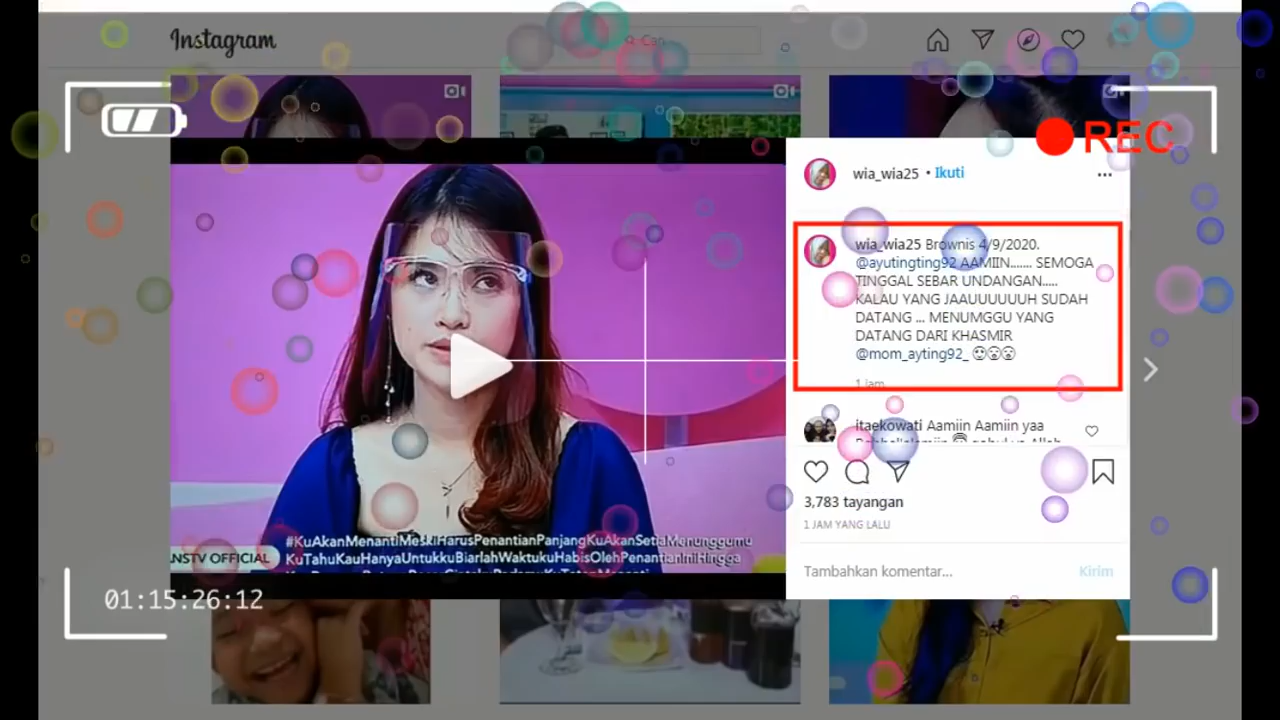 Instagram
Cari
REC
wia_wia25 • Ikuti
wia_wia25 Brownis 4/9/2020.
@ayutingting92 AAMIIN....... SEMOGA
TINGGAL SEBAR UNDANGAN.....
KALAU YANG JAAUUUUUUH SUDAH
DATANG ... MENUMGGU YANG
DATANG DARI KHASMIR
@mom_ayting92_
1 jam
itaekowati Aamiin Aamiin yaa
3,783 tayangan
1 JAM YANG LALU
Tambahkan komentar... Kirim
#KuAkanMenantiMeskiHarusPenantianPanjangKuAkanSetiaMenunggumu
KuTahuKauHanyaUntukkuBiarlahWaktukuHabisOlehPenantianIniHingga
ANSTV OFFICIAL
01:15:26:12